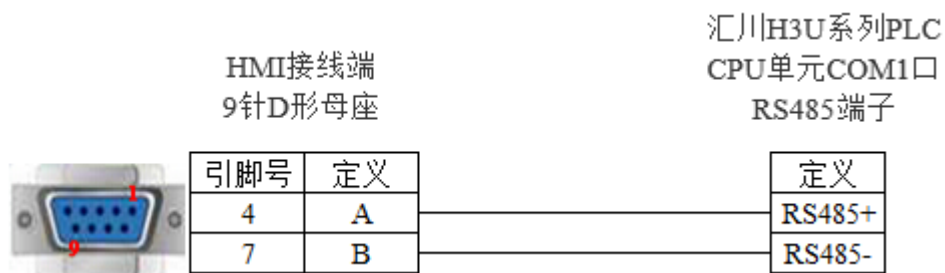 汇川H3U系列PLC
CPU单元COM1口
RS485端子
HMI接线端
9针D形母座
引脚号 定义 定义
4 A RS485+
7 B RS485-
1
9